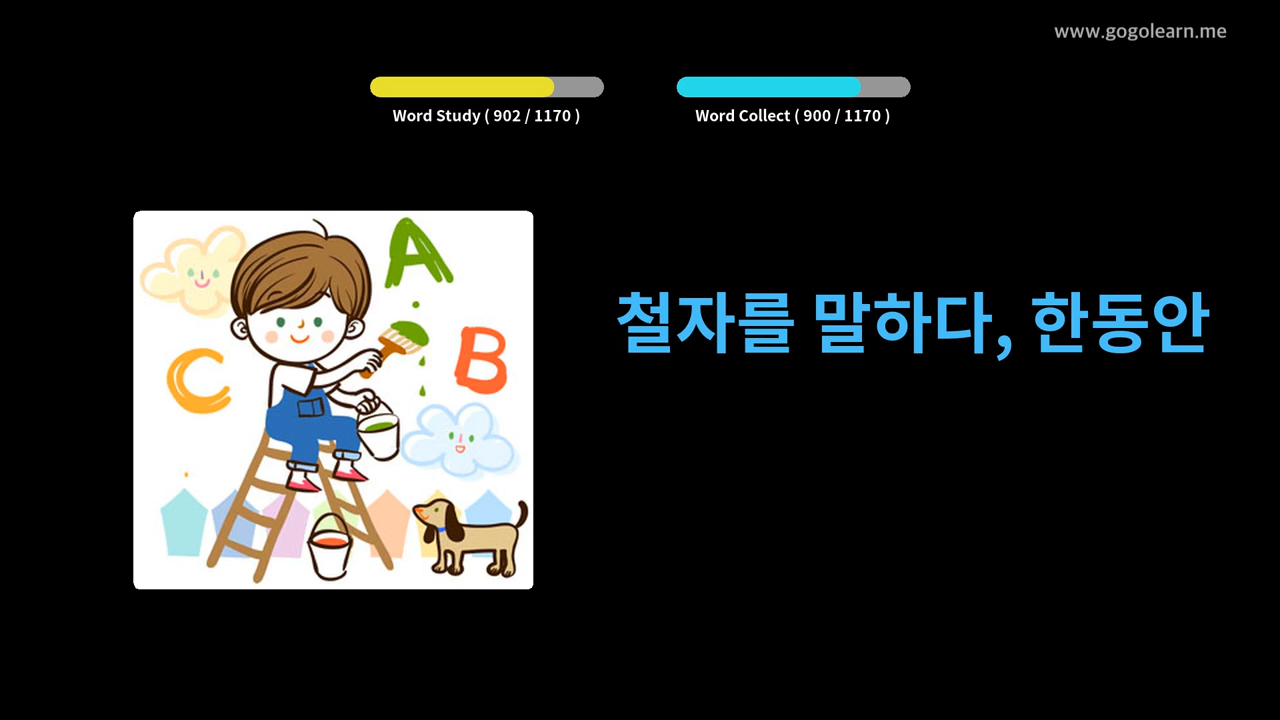 www.gogolearn.me
Word Study ( 902 / 1170 )
Word Collect ( 900 / 1170 )
A
B
C
철자를 말하다, 한동안